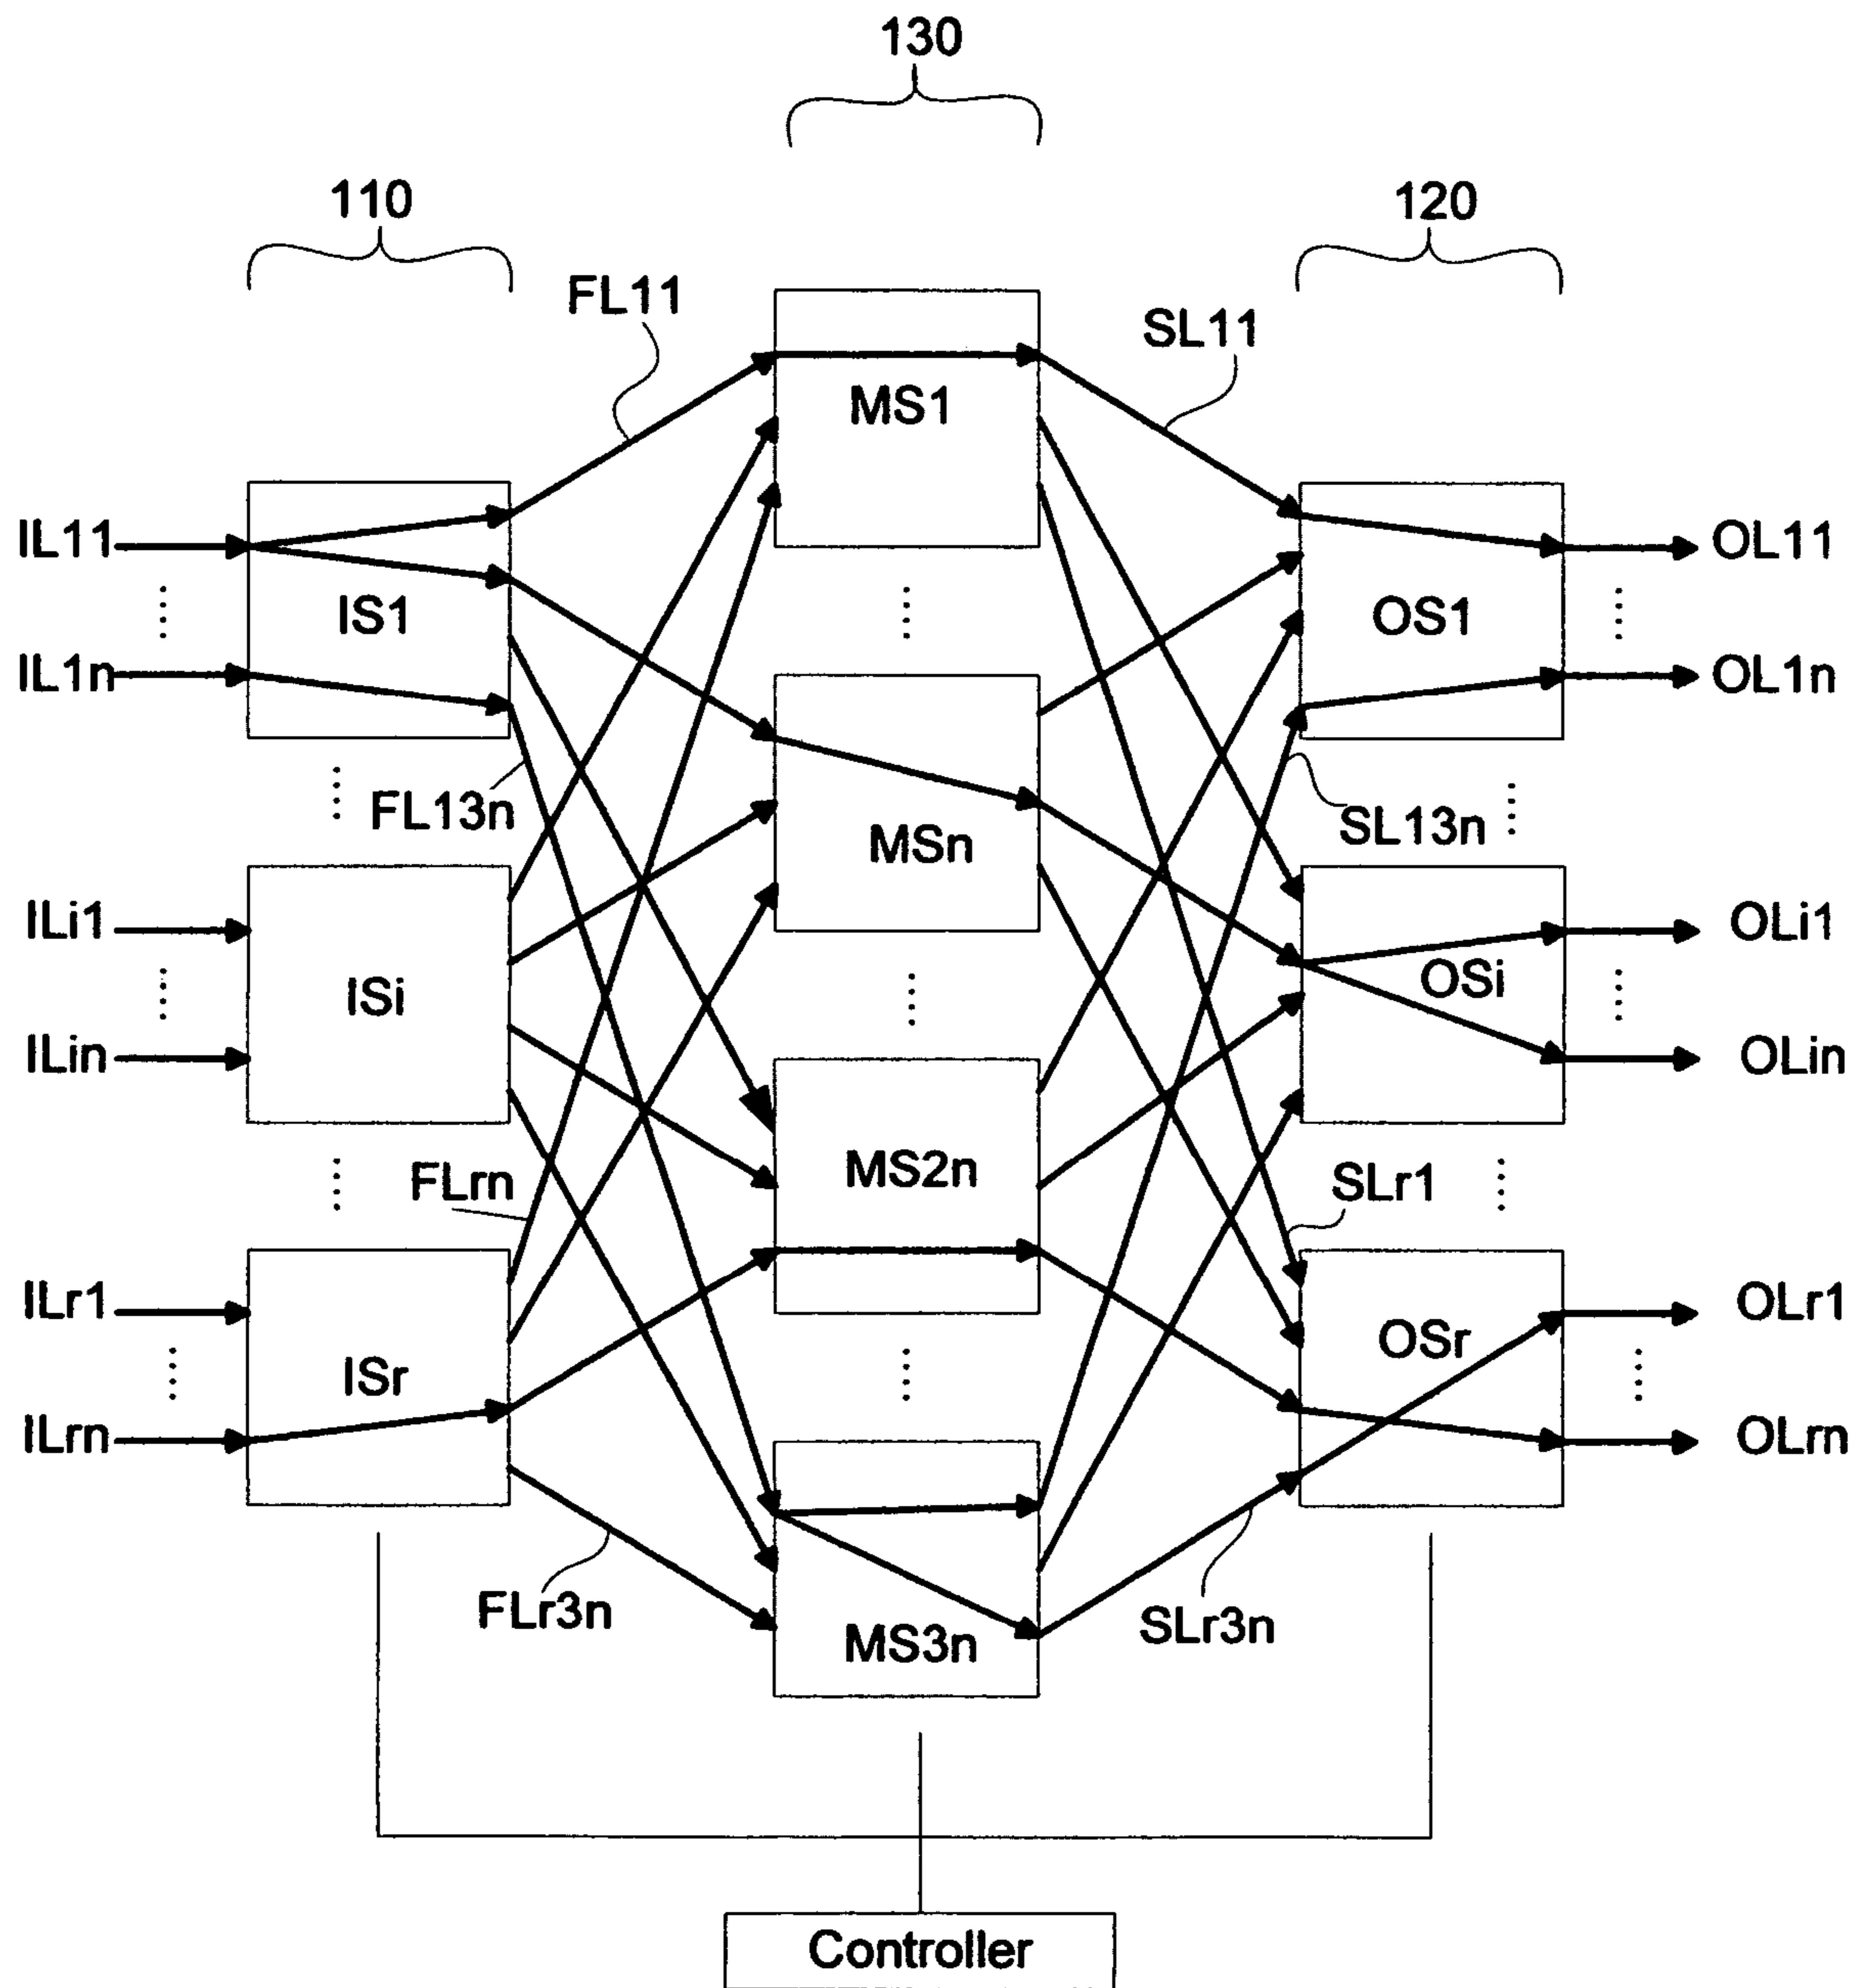 130
110
120
FL11
SL11
MS1
IL11
OL11
IS1
OS1
IL1n
OL1n
FL13n
MSn
SL13n
ILi1
OLi1
ISi
OSi
ILin
OLin
FLrn
MS2n
SLr1
ILr1
OLr1
ISr
OSr
ILrn
OLrn
FLr3n
MS3n
SLr3n
Controller